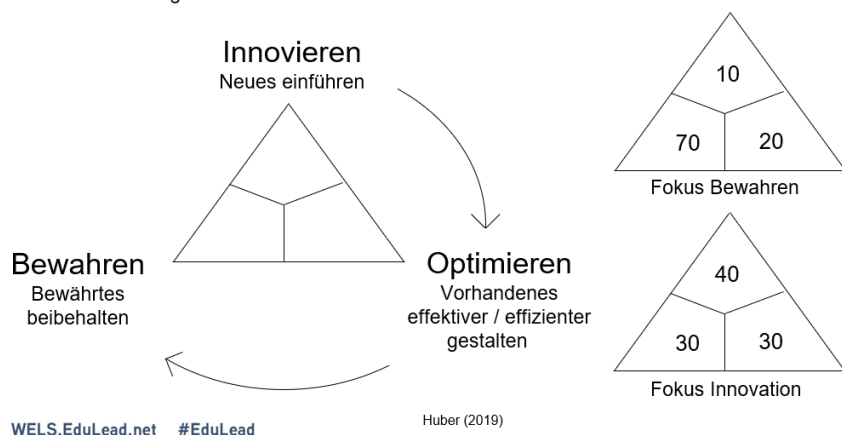 Innovieren
Neues einführen
Bewahren
Bewährtes
beibehalten
Optimieren
Vorhandenes
effektiver / effizienter
gestalten
10
70 20
Fokus Bewahren
40
30 30
Fokus Innovation
Huber (2019)
WELS.EduLead.net #EduLead